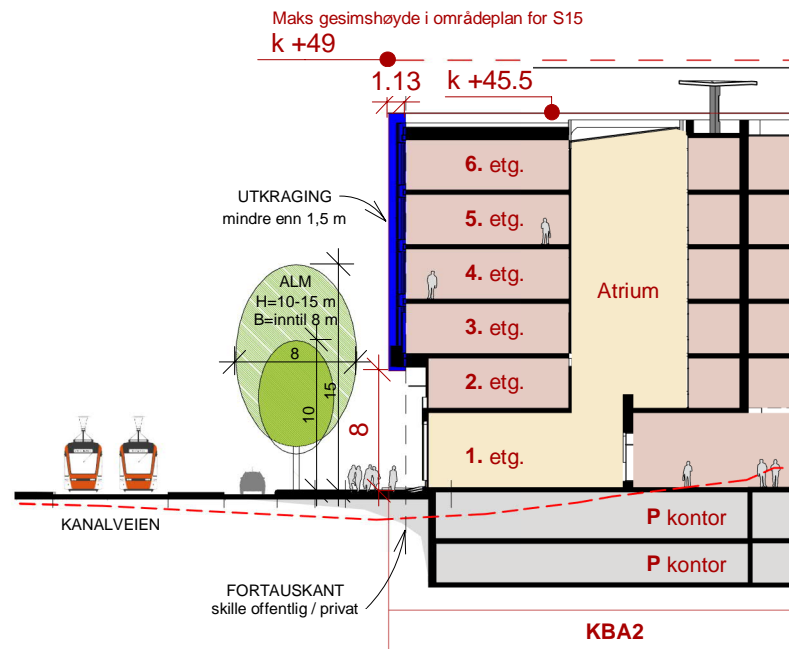 Maks gesimshøyde i områdeplan for S15
k +49
1.13
k +45.5
6. etg.
UTKRAGING
mindre enn 1,5 m
5. etg.
ALM
H=10-15 m
B=inntil 8 m
4. etg.
Atrium
3. etg.
8
2. etg.
15
10
8
1. etg.
KANALVEIEN
P kontor
P kontor
FORTAUSKANT
skille offentlig / privat
KBA2